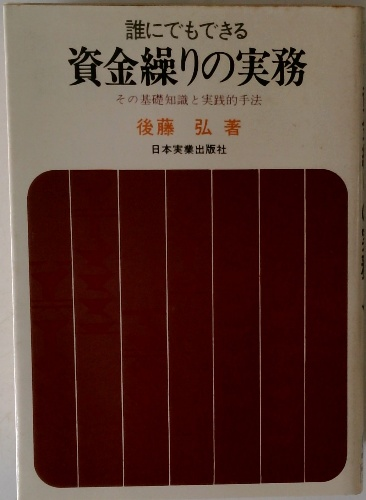 誰にでもできる
資金繰りの実務
その基礎知識と実践的手法
後藤 弘 著
日本実業出版社